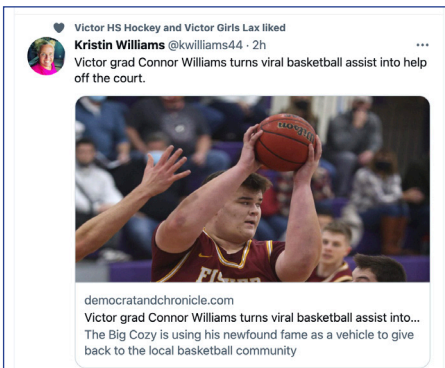 Victor HS Hockey and Victor Girls Lax liked
Kristin Williams @kwilliams44 · 2h
Victor grad Connor Williams turns viral basketball assist into help
off the court.
Wilson
democratandchronicle.com
Victor grad Connor Williams turns viral basketball assist into...
The Big Cozy is using his newfound fame as a vehicle to give
back to the local basketball community